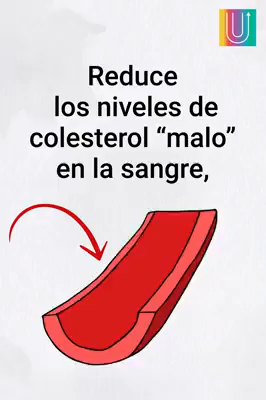 U
Reduce
los niveles de
colesterol “malo”
en la sangre,